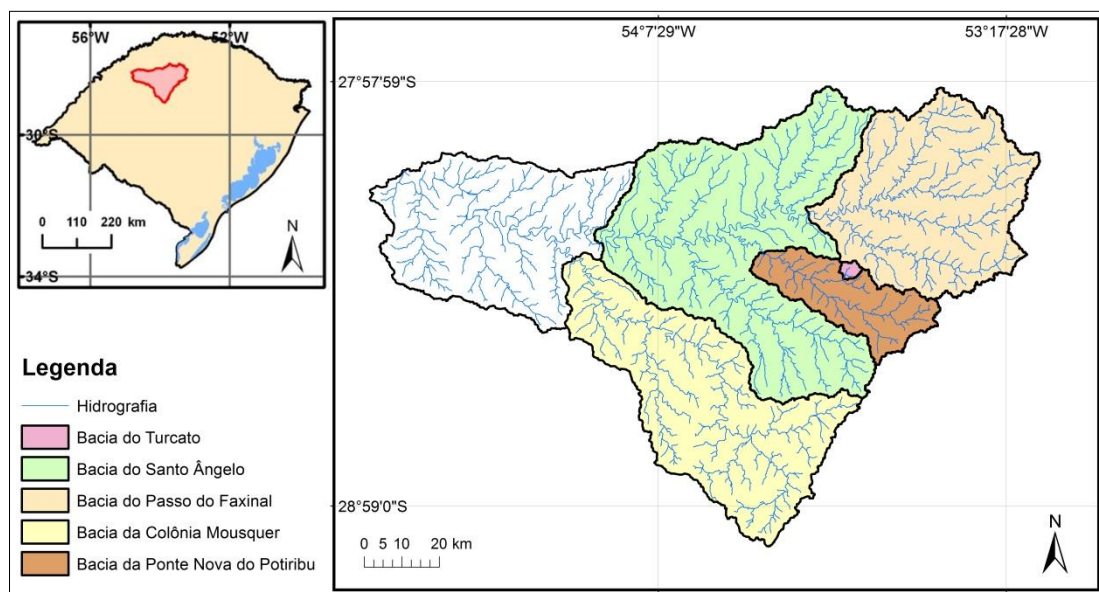 56°W 52°W
30°S
0 110 220 km
N
34°S
Legenda
Hidrografia
Bacia do Turcato
Bacia do Santo Ângelo
Bacia do Passo do Faxinal
Bacia da Colônia Mousquer
Bacia da Ponte Nova do Potiribu
54°7'29"W 53°17'28"W
27°57'59"S
28°59'0"S
0 5 10 20 km
N